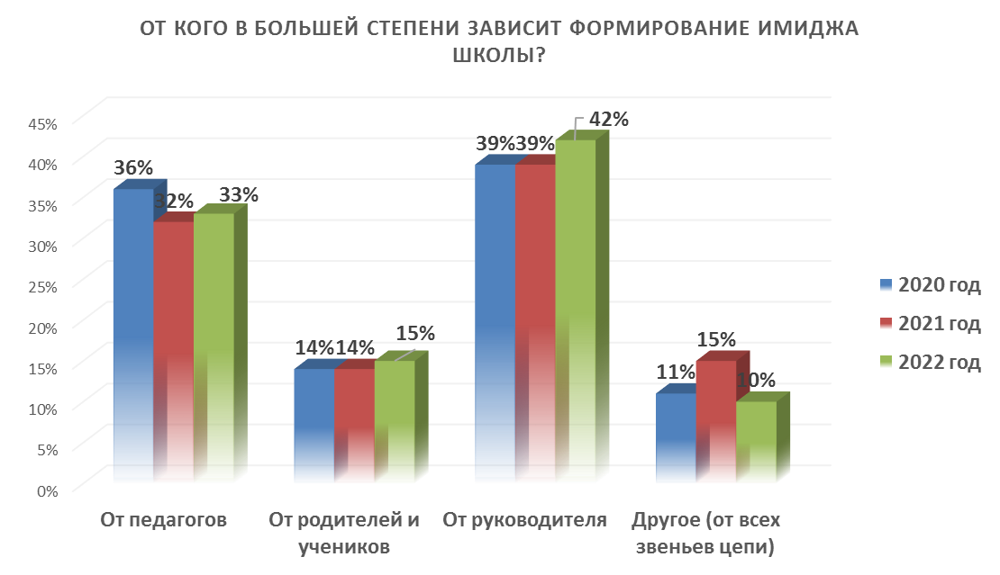 ОТ КОГО В БОЛЬШЕЙ СТЕПЕНИ ЗАВИСИТ ФОРМИРОВАНИЕ ИМИДЖА
ШКОЛЫ?
45%
40%
35%
30%
25%
20%
15%
10%
5%
0%
36%
32%
33%
14%
14%
15%
39%
39%
42%
11%
15%
10%
От педагогов
От родителей и
учеников
От руководителя
Другое (от всех
звеньев цепи)
2020 год
2021 год
2022 год